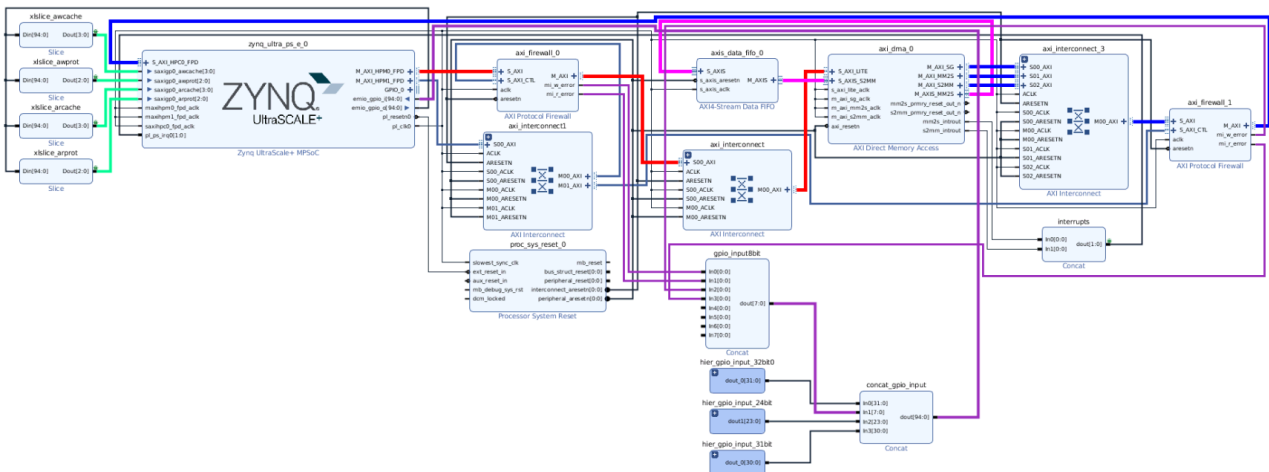 xlslice_awcache
Din[94:0]
Dout[3:0]
Slice
xlslice_awprot
Din[94:0]
Dout[2:0]
Slice
xlslice_arcache
Din[94:0]
Dout[3:0]
Slice
xlslice_arprot
Din[94:0]
Dout[2:0]
Slice
zynq_ultra_ps_e_0
S_AXI_HPC0_FPD
saxigp0_awcache[3:0]
saxigp0_awprot[2:0]
saxigp0_arcache[3:0]
saxigp0_arprot[2:0]
maxihpm0_fpd_aclk
maxihpm1_fpd_aclk
saxihpc0_fpd_aclk
pl_ps_irq0[1:0]
ZYNQ
UltraSCALE+
M_AXI_HPM0_FPD
M_AXI_HPM1_FPD
GPIO_0
emio_gpio_i[94:0]
emio_gpio_o[94:0]
pl_resetn0
pl_clk0
Zynq UltraScale+ MPSoC
axi_firewall_0
S_AXI
S_AXI_CTL
aclk
aresetn
M_AXI
mi_w_error
mi_r_error
AXI Protocol Firewall
axi_interconnect1
S00_AXI
ACLK
ARESETN
S00_ACLK
S00_ARESETN
M00_ACLK
M00_ARESETN
M01_ACLK
M01_ARESETN
M00_AXI
M01_AXI
AXI Interconnect
proc_sys_reset_0
slowest_sync_clk
ext_reset_in
aux_reset_in
mb_debug_sys_rst
dcm_locked
mb_reset
bus_struct_reset[0:0]
peripheral_reset[0:0]
interconnect_aresetn[0:0]
peripheral_aresetn[0:0]
Processor System Reset
axis_data_fifo_0
S_AXIS
s_axis_aresetn
s_axis_aclk
M_AXIS
AXI4-Stream Data FIFO
axi_interconnect
S00_AXI
ACLK
ARESETN
S00_ACLK
S00_ARESETN
M00_ACLK
M00_ARESETN
M00_AXI
AXI Interconnect
axi_dma_0
S_AXI_LITE
S_AXIS_S2MM
s_axi_lite_aclk
m_axi_sg_aclk
m_axi_mm2s_aclk
m_axi_s2mm_aclk
axi_resetn
M_AXI_SG
M_AXI_MM2S
M_AXI_S2MM
M_AXIS_MM2S
mm2s_prmry_reset_out_n
s2mm_prmry_reset_out_n
mm2s_introut
s2mm_introut
AXI Direct Memory Access
axi_interconnect_3
S00_AXI
S01_AXI
S02_AXI
ACLK
ARESETN
S00_ACLK
S00_ARESETN
M00_ACLK
M00_ARESETN
S01_ACLK
S01_ARESETN
S02_ACLK
S02_ARESETN
M00_AXI
AXI Interconnect
axi_firewall_1
S_AXI
S_AXI_CTL
aclk
aresetn
M_AXI
mi_w_error
mi_r_error
AXI Protocol Firewall
interrupts
In0[0:0]
In1[0:0]
dout[1:0]
Concat
gpio_input8bit
In0[0:0]
In1[0:0]
In2[0:0]
In3[0:0]
In4[0:0]
In5[0:0]
In6[0:0]
In7[0:0]
dout[7:0]
Concat
hier_gpio_input_32bit0
dout_0[31:0]
hier_gpio_input_24bit
dout1[23:0]
hier_gpio_input_31bit
dout_0[30:0]
concat_gpio_input
In0[31:0]
In1[7:0]
In2[23:0]
In3[30:0]
dout[94:0]
Concat